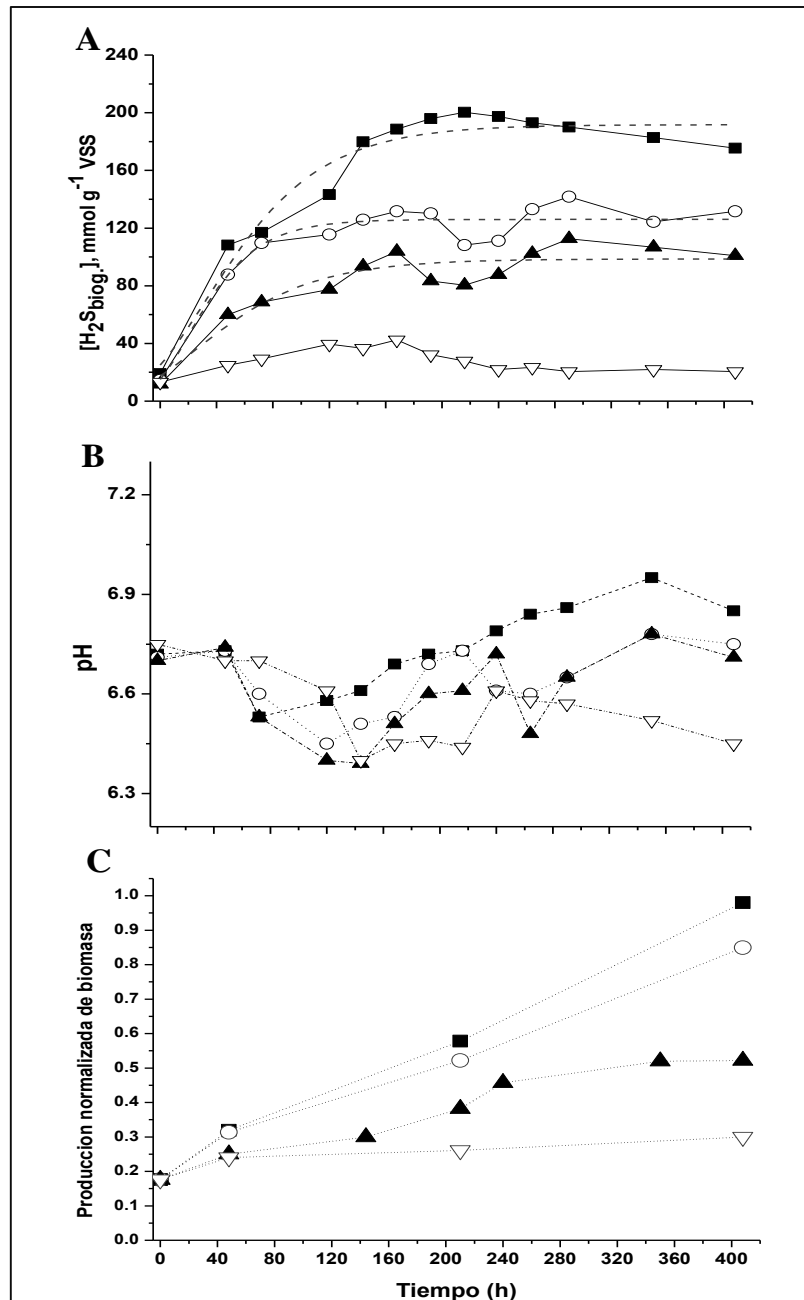 A
240
200
160
120
80
40
0
[H₂S_biog.], mmol g⁻¹ VSS
B
7.2
6.9
6.6
6.3
pH
C
1.0
0.9
0.8
0.7
0.6
0.5
0.4
0.3
0.2
0.1
0.0
Produccion normalizada de biomasa
0 40 80 120 160 200 240 280 320 360 400
Tiempo (h)